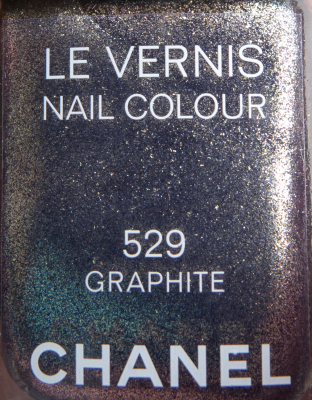 LE VERNIS
NAIL COLOUR
529
GRAPHITE
CHANEL